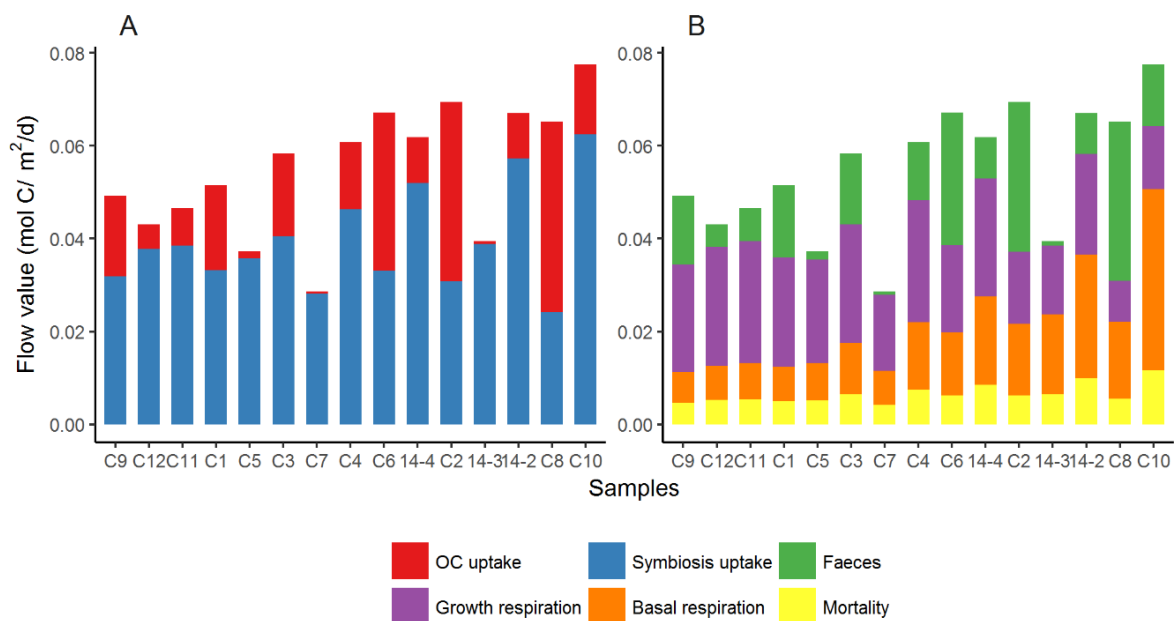 A
B
Flow value (mol C/ m²/d)
0.08
0.06
0.04
0.02
0.00
0.08
0.06
0.04
0.02
0.00
C9 C12 C11 C1 C5 C3 C7 C4 C6 14-4 C2 14-3 14-2 C8 C10
C9 C12 C11 C1 C5 C3 C7 C4 C6 14-4 C2 14-3 14-2 C8 C10
Samples
OC uptake
Symbiosis uptake
Faeces
Growth respiration
Basal respiration
Mortality